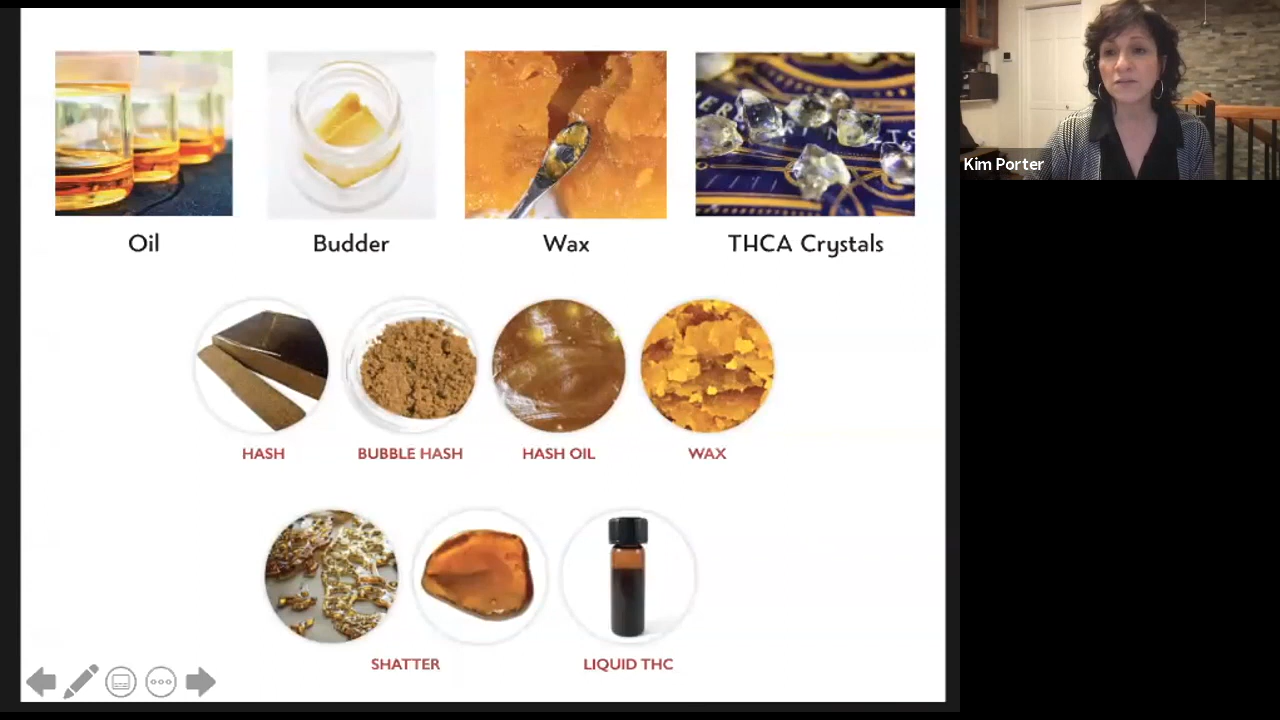 Kim Porter
Oil
Budder
Wax
THCA Crystals
HASH
BUBBLE HASH
HASH OIL
WAX
SHATTER
LIQUID THC